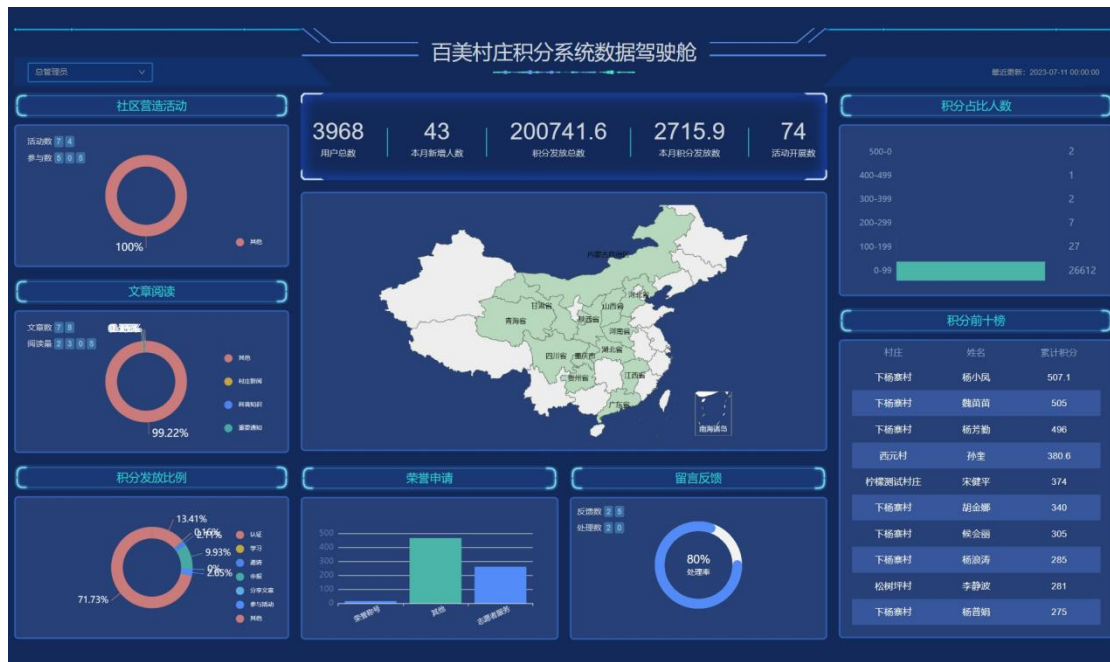 百美村庄积分系统数据驾驶舱
总管理员
最近更新：2023-07-11 00:00:00
社区营造活动
活动数 7 4
参与数 5 0 5
100%
其他
文章阅读
文章数 7 8
阅读量 2 3 0 5
99.22%
其他
村庄新闻
科普知识
重要通知
积分发放比例
13.41%
9.93%
2.65%
71.73%
认证
学习
邀请
申报
分享文章
参与活动
其他
3968
用户总数
43
本月新增人数
200741.6
积分发放总数
2715.9
本月积分发放数
74
活动开展数
内蒙古自治区
河北省
甘肃省
山西省
青海省
陕西省
河南省
四川省
重庆市
湖北省
贵州省
江西省
广东省
南海诸岛
荣誉申请
500
400
300
200
100
0
荣誉称号
其他
志愿者服务
留言反馈
反馈数 2 5
处理数 2 0
80%
处理率
积分占比人数
500-0 2
400-499 1
300-399 2
200-299 7
100-199 27
0-99 26612
积分前十榜
村庄 姓名 累计积分
下杨寨村 杨小凤 507.1
下杨寨村 魏苗苗 505
下杨寨村 杨芳勤 496
西元村 孙奎 380.6
柠檬测试村庄 宋健平 374
下杨寨村 胡金娜 340
下杨寨村 候会丽 305
下杨寨村 杨浪涛 285
松树坪村 李静波 281
下杨寨村 杨苔娟 275